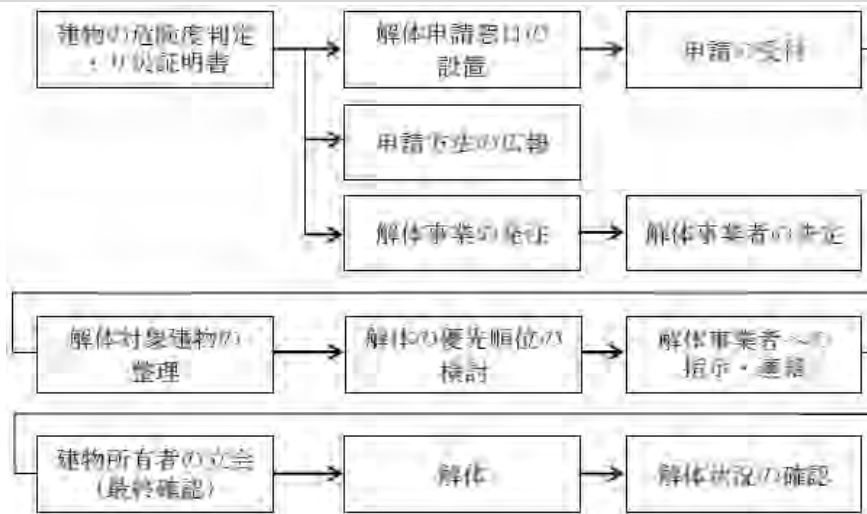 建物の危険度判定
・り災証明書
解体申請窓口の
設置
申請の受付
申請方法の広報
解体事業の発注
解体事業者の決定
解体対象建物の
整理
解体の優先順位の
検討
解体事業者への
指示・連絡
建物所有者の立会
(最終確認)
解体
解体状況の確認